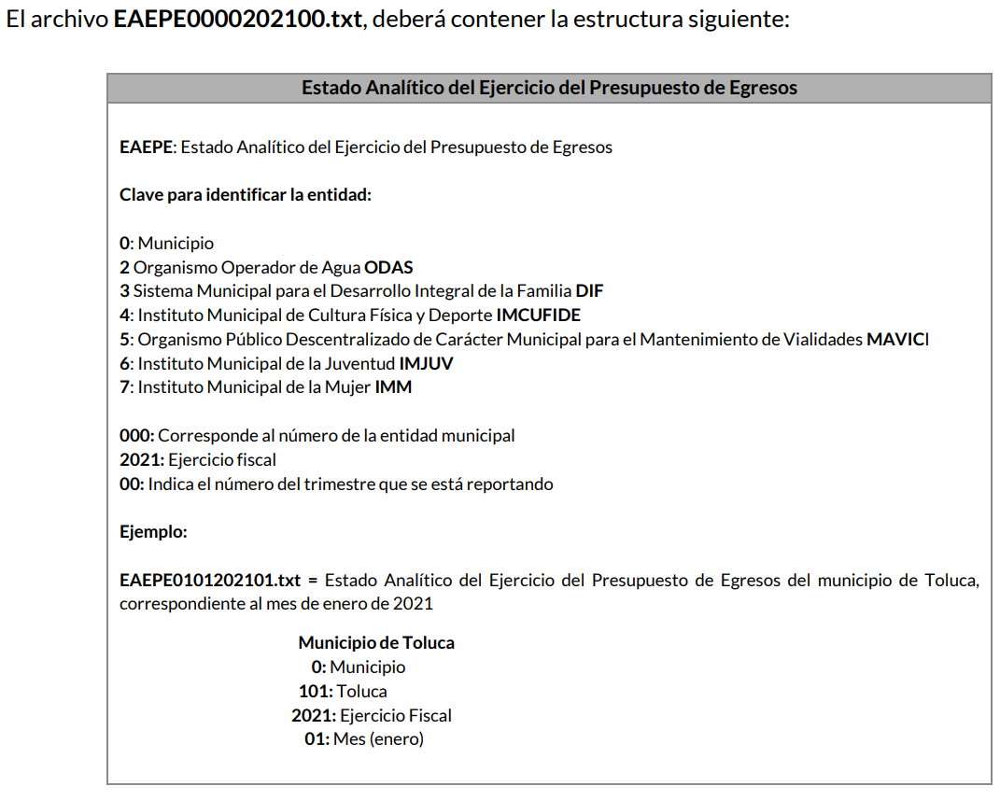 El archivo EAEPE0000202100.txt, deberá contener la estructura siguiente:
Estado Analítico del Ejercicio del Presupuesto de Egresos
EAEPE: Estado Analítico del Ejercicio del Presupuesto de Egresos
Clave para identificar la entidad:
0: Municipio
2 Organismo Operador de Agua ODAS
3 Sistema Municipal para el Desarrollo Integral de la Familia DIF
4: Instituto Municipal de Cultura Física y Deporte IMCUFIDE
5: Organismo Público Descentralizado de Carácter Municipal para el Mantenimiento de Vialidades MAVICI
6: Instituto Municipal de la Juventud IMJUV
7: Instituto Municipal de la Mujer IMM
000: Corresponde al número de la entidad municipal
2021: Ejercicio fiscal
00: Indica el número del trimestre que se está reportando
Ejemplo:
EAEPE0101202101.txt = Estado Analítico del Ejercicio del Presupuesto de Egresos del municipio de Toluca,
correspondiente al mes de enero de 2021
Municipio de Toluca
0: Municipio
101: Toluca
2021: Ejercicio Fiscal
01: Mes (enero)